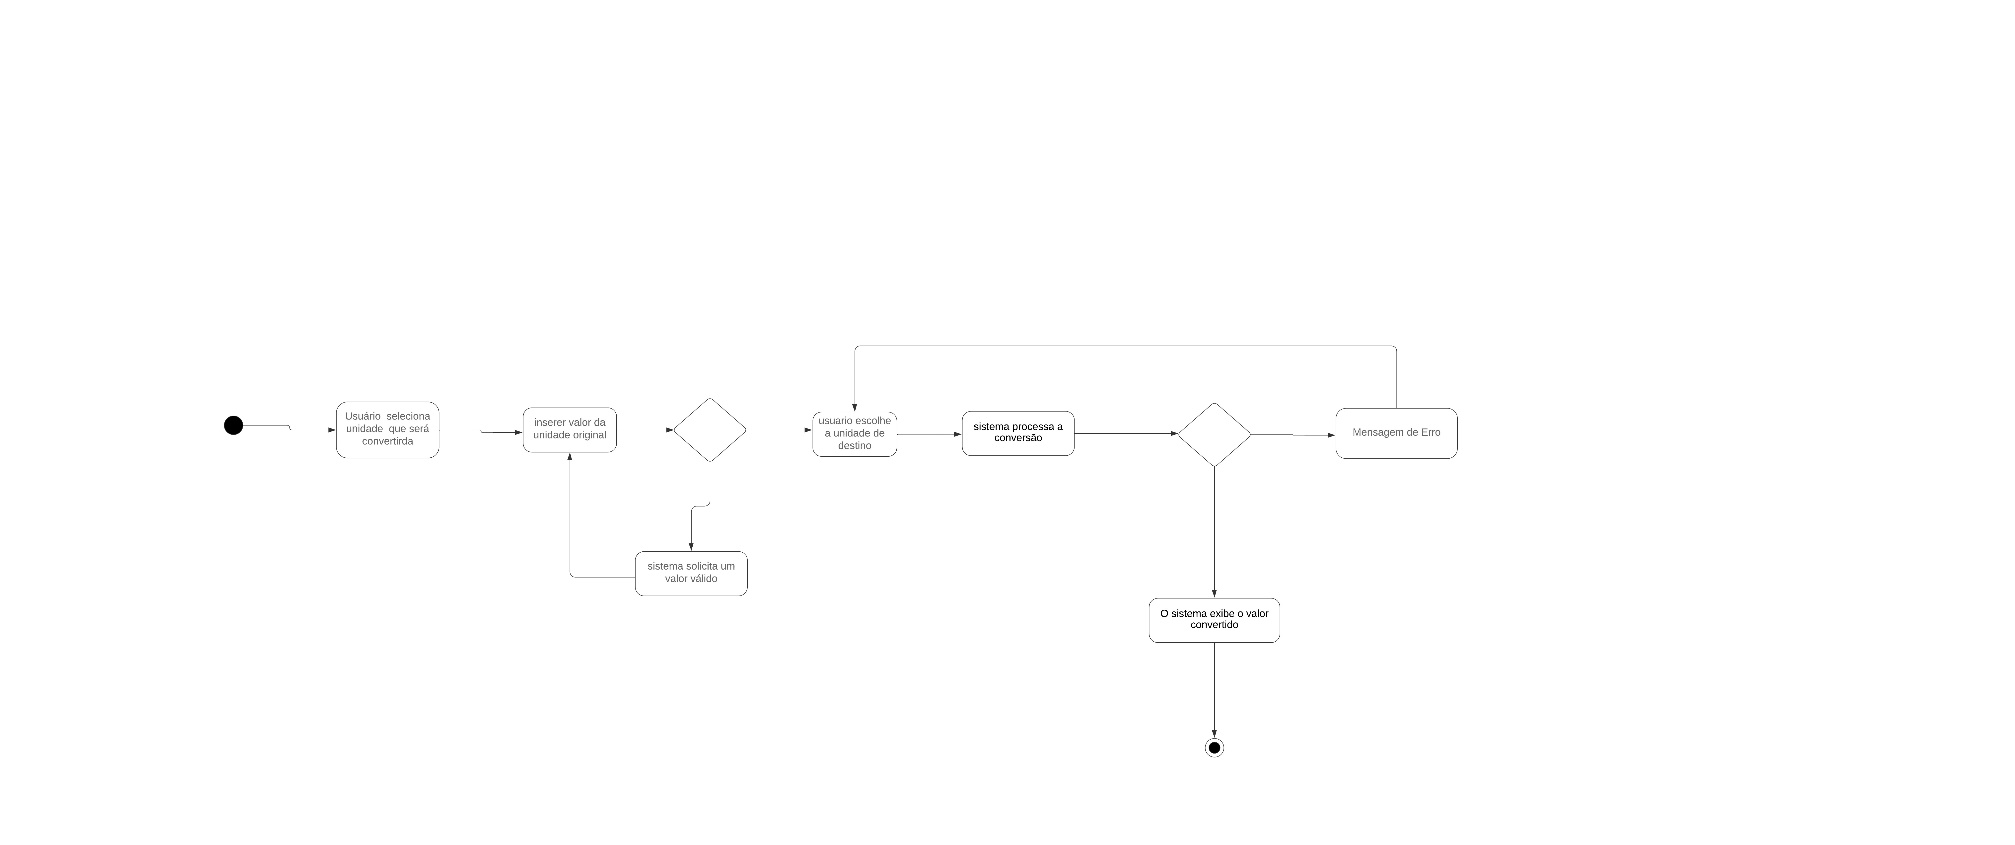 Usuário seleciona
unidade que será
convertirda
inserer valor da
unidade original
usuario escolhe
a unidade de
destino
sistema processa a
conversão
Mensagem de Erro
sistema solicita um
valor válido
O sistema exibe o valor
convertido